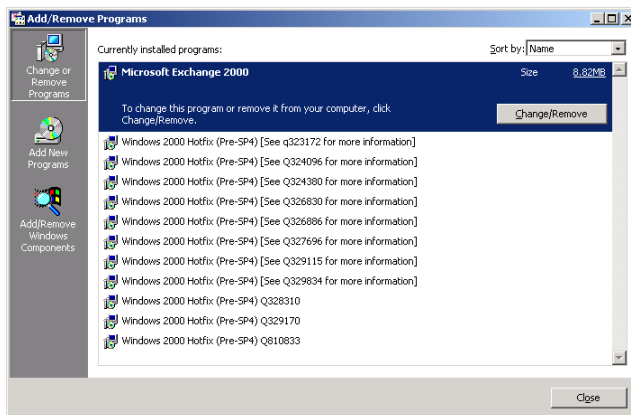 Add/Remove Programs
Change or
Remove
Programs
Add New
Programs
Add/Remove
Windows
Components
Currently installed programs:
Sort by: Name
Microsoft Exchange 2000
Size 8.82MB
To change this program or remove it from your computer, click
Change/Remove.
Change/Remove
Windows 2000 Hotfix (Pre-SP4) [See q323172 for more information]
Windows 2000 Hotfix (Pre-SP4) [See Q324096 for more information]
Windows 2000 Hotfix (Pre-SP4) [See Q324380 for more information]
Windows 2000 Hotfix (Pre-SP4) [See Q326830 for more information]
Windows 2000 Hotfix (Pre-SP4) [See Q326886 for more information]
Windows 2000 Hotfix (Pre-SP4) [See Q327696 for more information]
Windows 2000 Hotfix (Pre-SP4) [See Q329115 for more information]
Windows 2000 Hotfix (Pre-SP4) [See Q329834 for more information]
Windows 2000 Hotfix (Pre-SP4) Q328310
Windows 2000 Hotfix (Pre-SP4) Q329170
Windows 2000 Hotfix (Pre-SP4) Q810833
Close